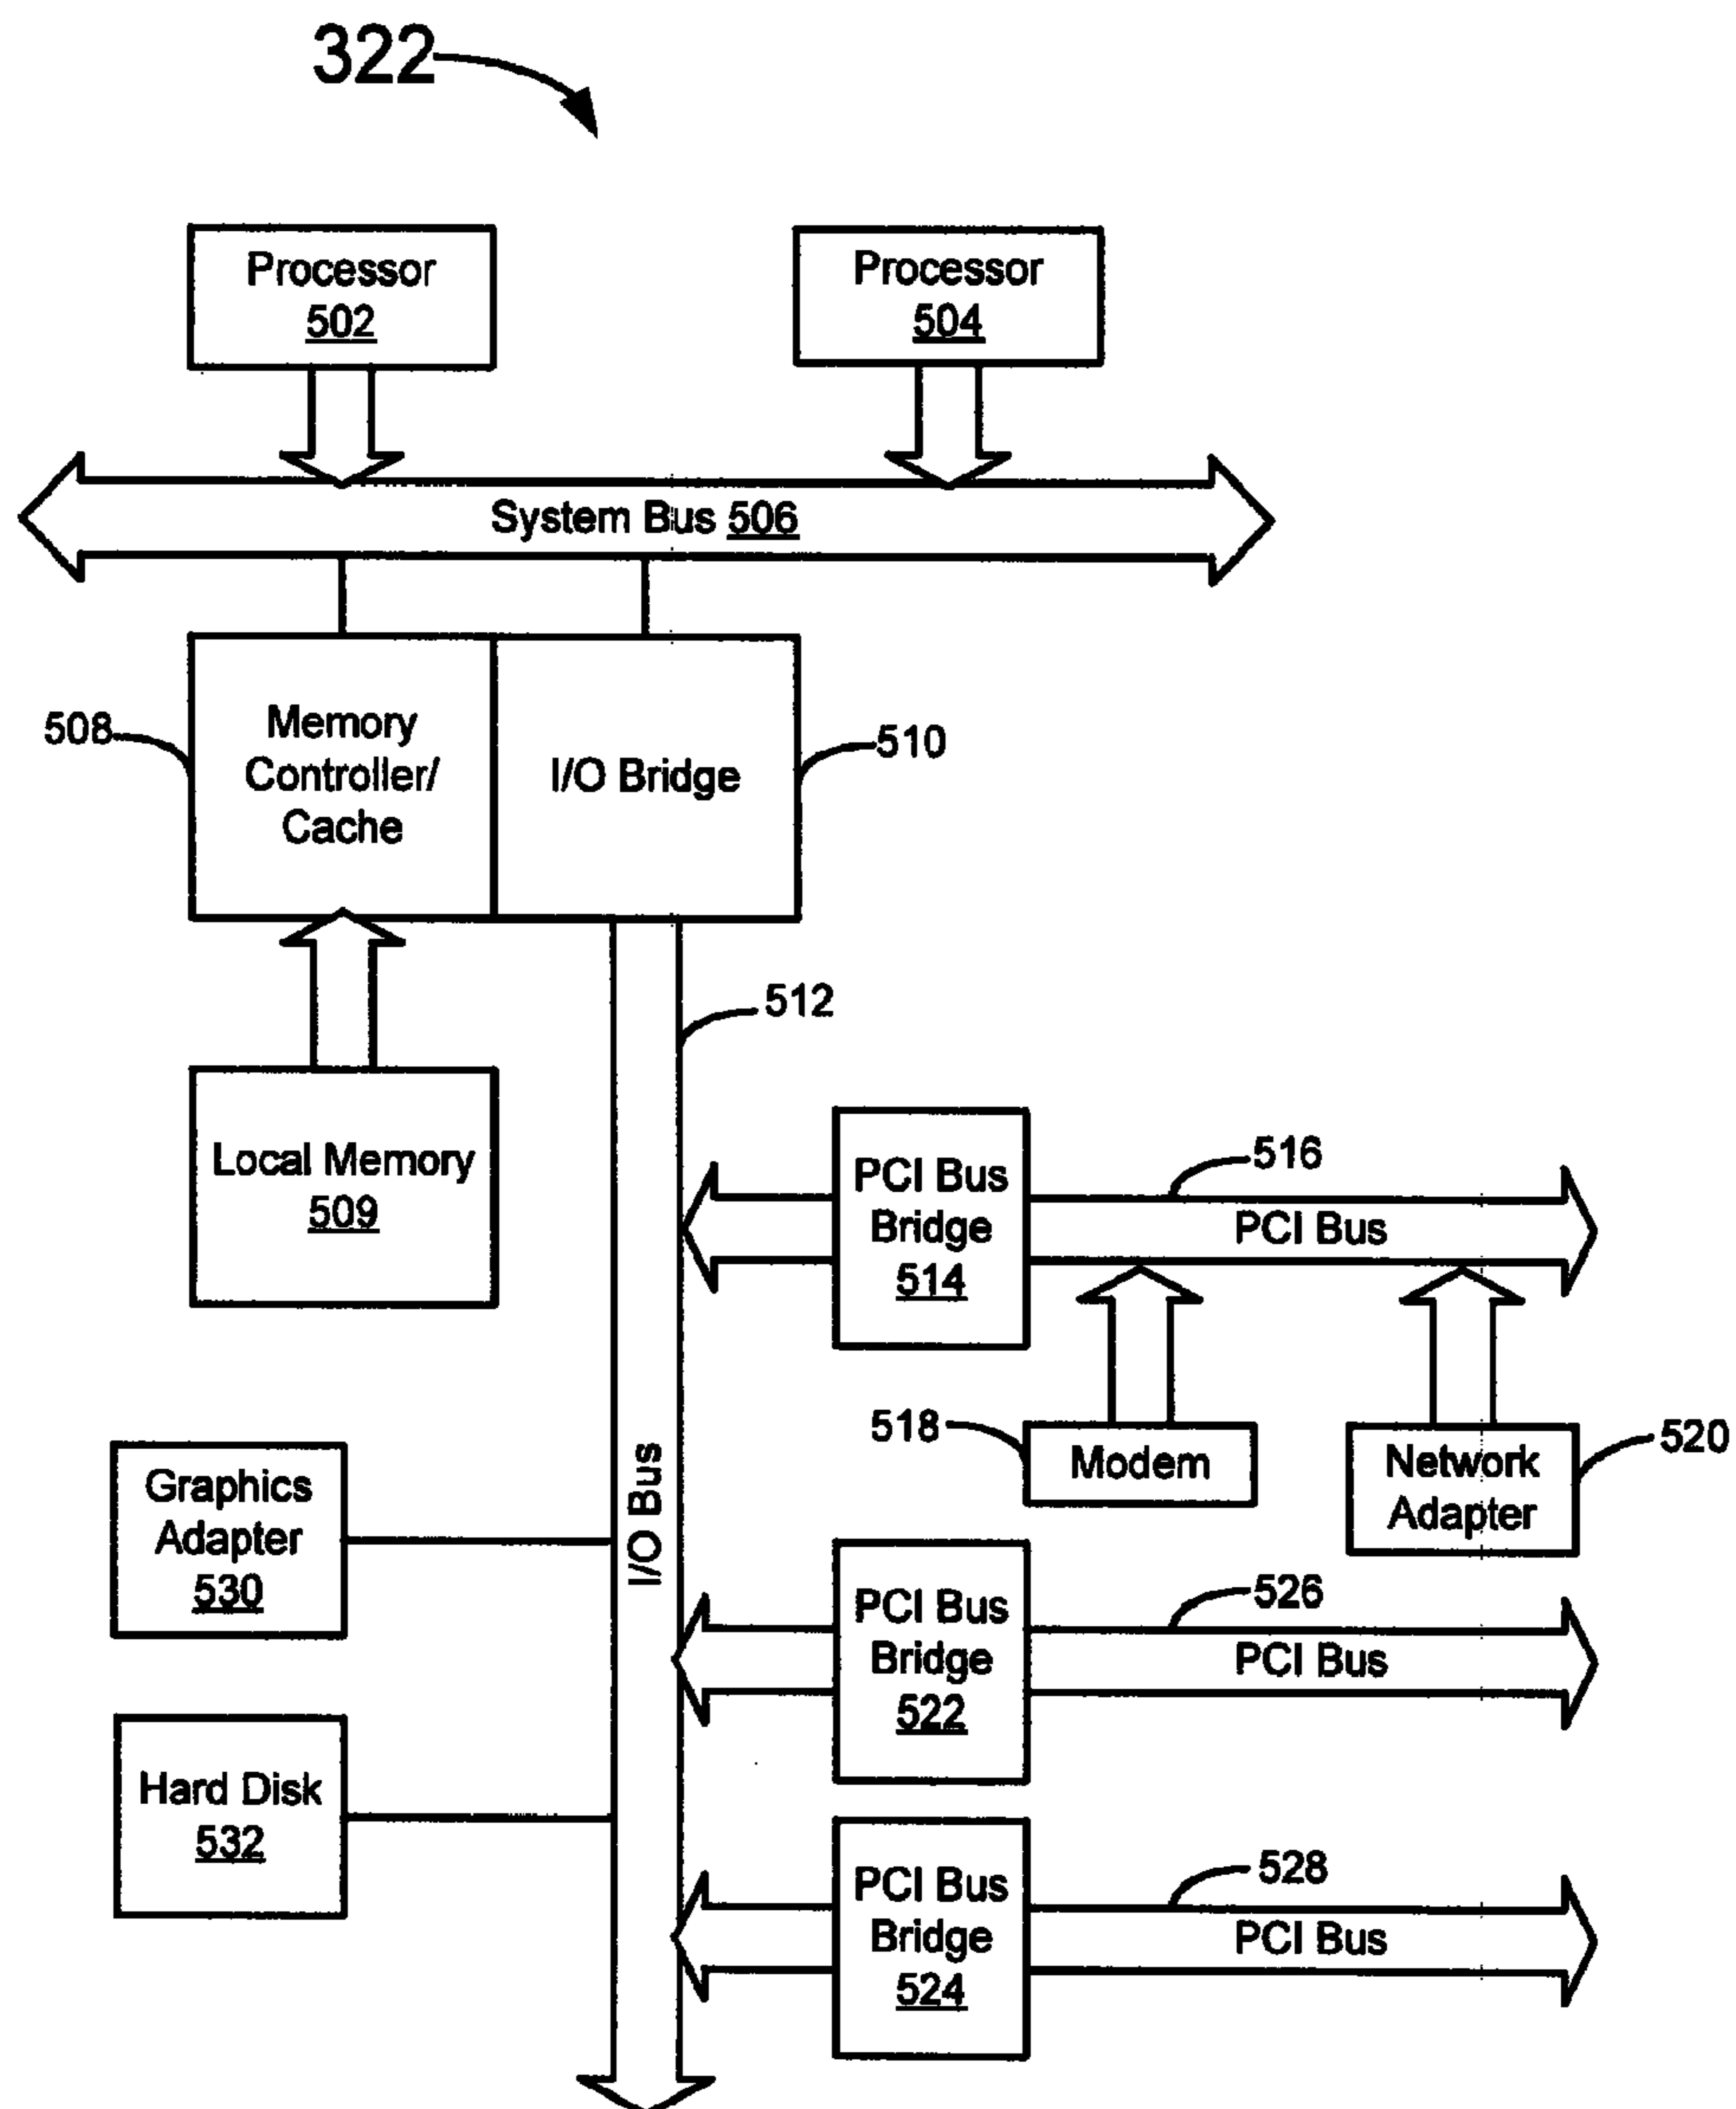 322
Processor
502
Processor
504
System Bus 506
508
Memory
Controller/
Cache
I/O Bridge
510
512
Local Memory
509
PCI Bus
Bridge
514
516
PCI Bus
518
Modem
Network
Adapter
520
Graphics
Adapter
530
I/O Bus
PCI Bus
Bridge
522
526
PCI Bus
Hard Disk
532
PCI Bus
Bridge
524
528
PCI Bus